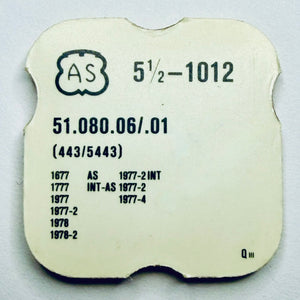 AS 5½-1012
51.080.06/.01
(443/5443)
1677 AS 1977-2 INT
1777 INT-AS 1977-2
1977 1977-4
1977-2
1978
1978-2
Q III